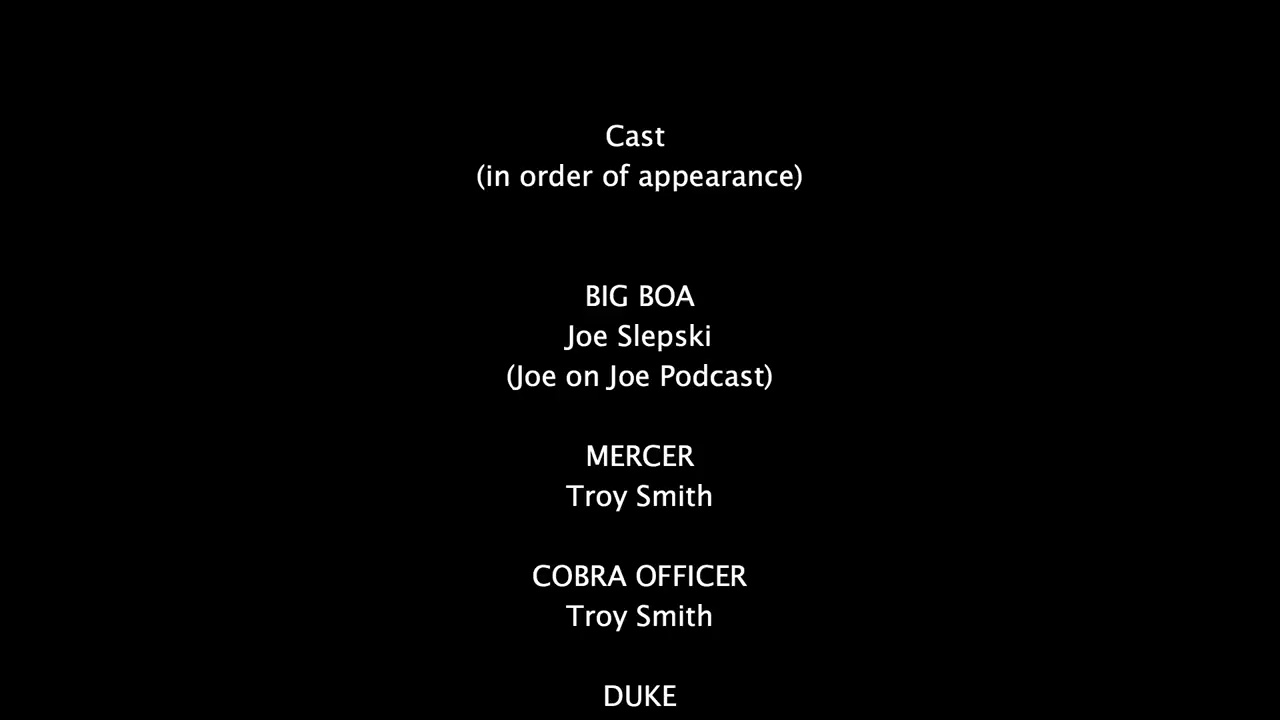 Cast
(in order of appearance)
BIG BOA
Joe Slepski
(Joe on Joe Podcast)
MERCER
Troy Smith
COBRA OFFICER
Troy Smith
DUKE